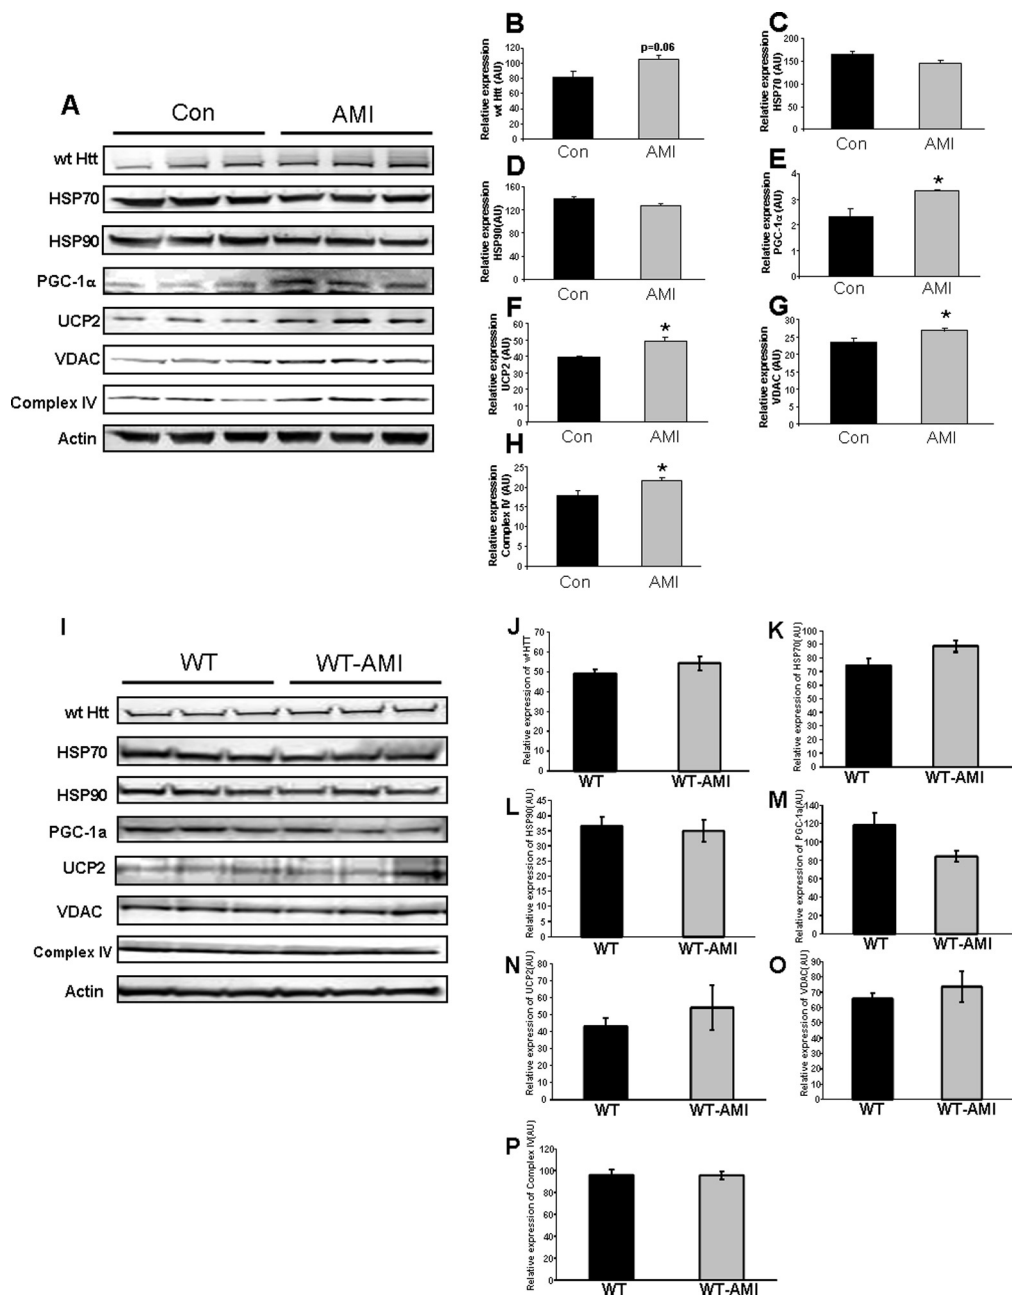 A
Con AMI
wt Htt
HSP70
HSP90
PGC-1α
UCP2
VDAC
Complex IV
Actin
B
Relative expression
wt Htt (AU)
120
100
80
60
40
20
0
p=0.06
Con AMI
C
Relative expression
HSP70 (AU)
200
150
100
50
0
Con AMI
D
Relative expression
HSP90(AU)
160
120
80
40
0
Con AMI
E
Relative expression
PGC-1α (AU)
4
3
2
1
0
*
Con AMI
F
Relative expression
UCP2 (AU)
60
50
40
30
20
10
0
*
Con AMI
G
Relative expression
VDAC (AU)
30
25
20
15
10
5
0
*
Con AMI
H
Relative expression
Complex IV (AU)
25
20
15
10
5
0
*
Con AMI
I
WT WT-AMI
wt Htt
HSP70
HSP90
PGC-1a
UCP2
VDAC
Complex IV
Actin
J
Relative expression of wtHTT
70
60
50
40
30
20
10
0
WT WT-AMI
K
Relative expression of HSP70(AU)
100
90
80
70
60
50
40
30
20
10
0
WT WT-AMI
L
Relative expression of HSP90(AU)
45
40
35
30
25
20
15
10
5
0
WT WT-AMI
M
Relative expression of PGC-1a(AU)
140
120
100
80
60
40
20
0
WT WT-AMI
N
Relative expression of UCP2(AU)
80
70
60
50
40
30
20
10
0
WT WT-AMI
O
Relative expression of VDAC(AU)
90
80
70
60
50
40
30
20
10
0
WT WT-AMI
P
Relative expression of Complex IV(AU)
120
100
80
60
40
20
0
WT WT-AMI